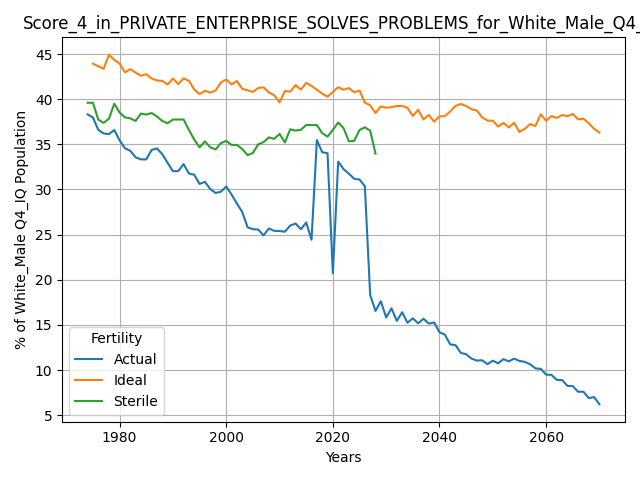 Score_4_in_PRIVATE_ENTERPRISE_SOLVES_PROBLEMS_for_White_Male_Q4_
45
40
35
30
25
20
15
10
5
% of White_Male Q4_IQ Population
Fertility
Actual
Ideal
Sterile
1980 2000 2020 2040 2060
Years